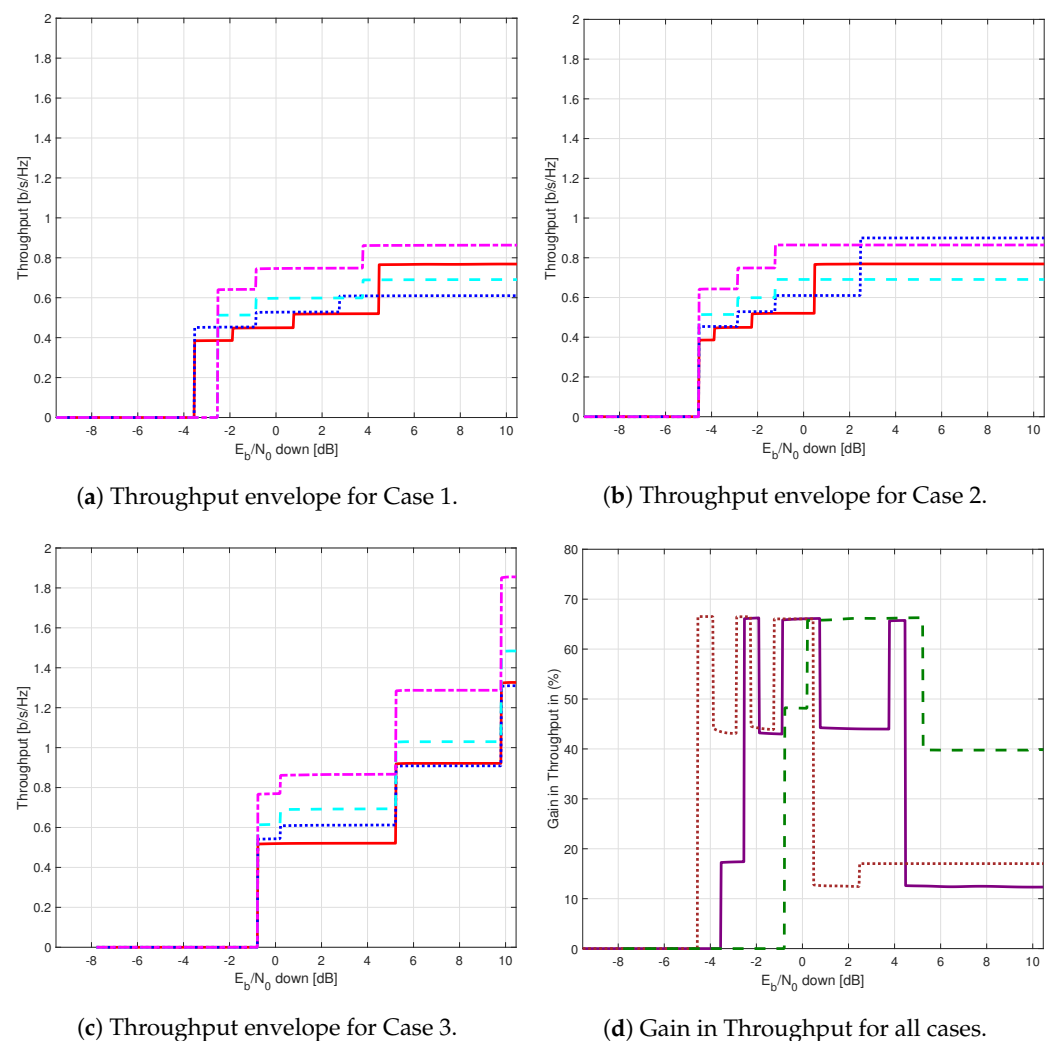 2
1.8
1.6
1.4
1.2
1
0.8
0.6
0.4
0.2
0
Throughput [b/s/Hz]
-8 -6 -4 -2 0 2 4 6 8 10
E_b/N_0 down [dB]
(a) Throughput envelope for Case 1.
2
1.8
1.6
1.4
1.2
1
0.8
0.6
0.4
0.2
0
Throughput [b/s/Hz]
-8 -6 -4 -2 0 2 4 6 8 10
E_b/N_0 down [dB]
(b) Throughput envelope for Case 2.
2
1.8
1.6
1.4
1.2
1
0.8
0.6
0.4
0.2
0
Throughput [b/s/Hz]
-8 -6 -4 -2 0 2 4 6 8 10
E_b/N_0 down [dB]
(c) Throughput envelope for Case 3.
80
70
60
50
40
30
20
10
0
Gain in Throughput in (%)
-8 -6 -4 -2 0 2 4 6 8 10
E_b/N_0 down [dB]
(d) Gain in Throughput for all cases.